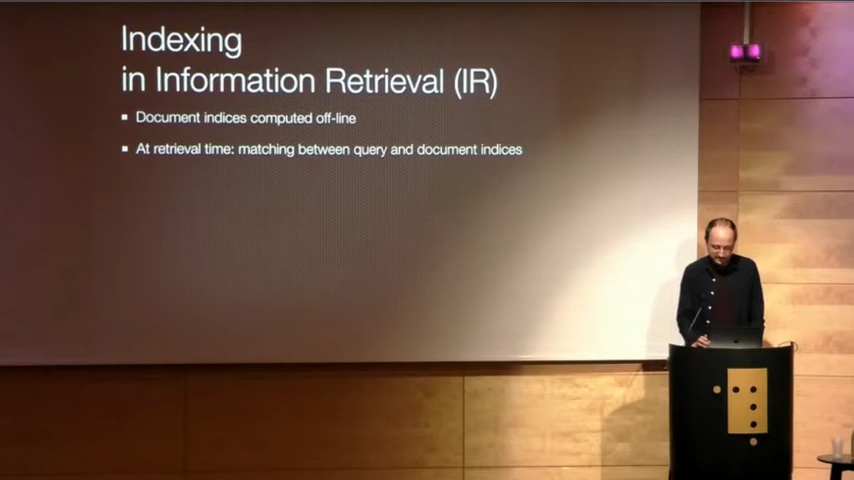 Indexing
in Information Retrieval (IR)
▪ Document indices computed off-line
▪ At retrieval time: matching between query and document indices